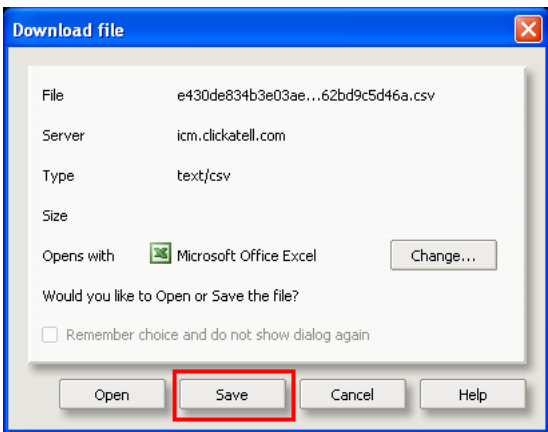 Download file
File e430de834b3e03ae...62bd9c5d46a.csv
Server icm.clickatell.com
Type text/csv
Size
Opens with Microsoft Office Excel Change...
Would you like to Open or Save the file?
Remember choice and do not show dialog again
Open Save Cancel Help